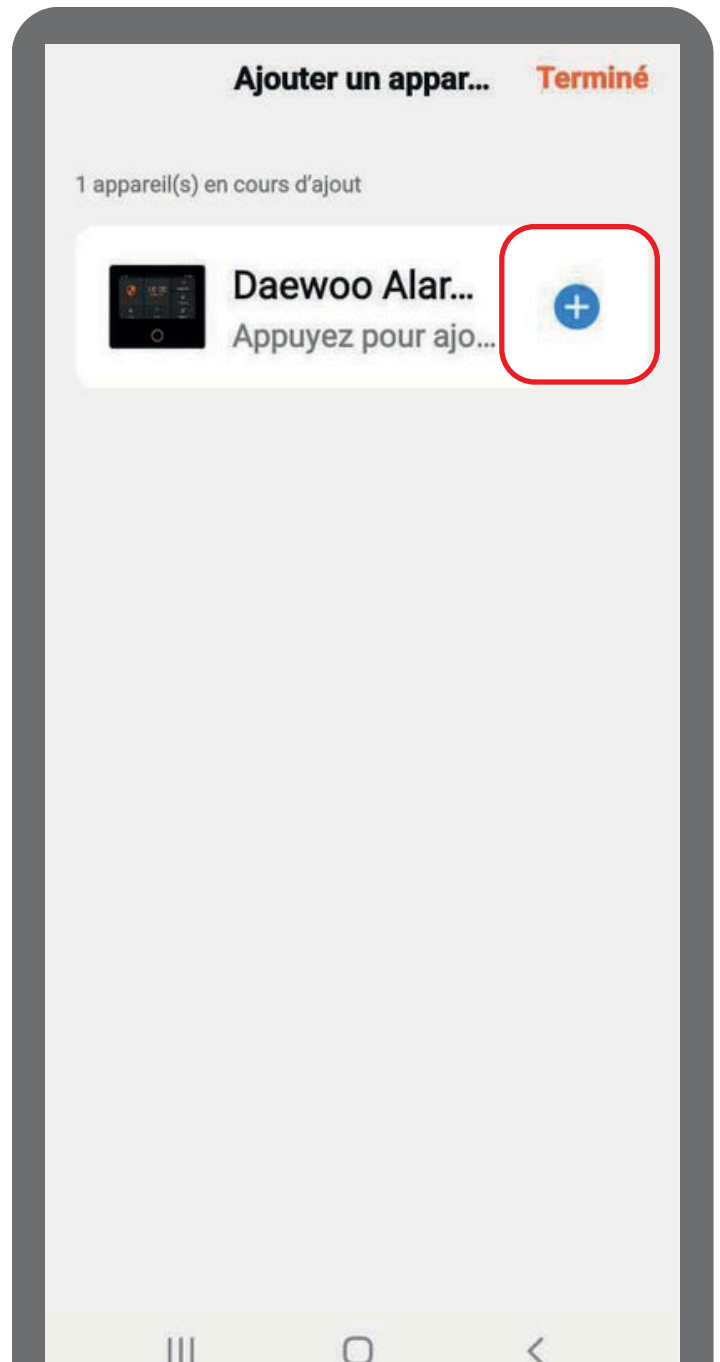 Ajouter un appar... Terminé
1 appareil(s) en cours d'ajout
Daewoo Alar...
Appuyez pour ajo...